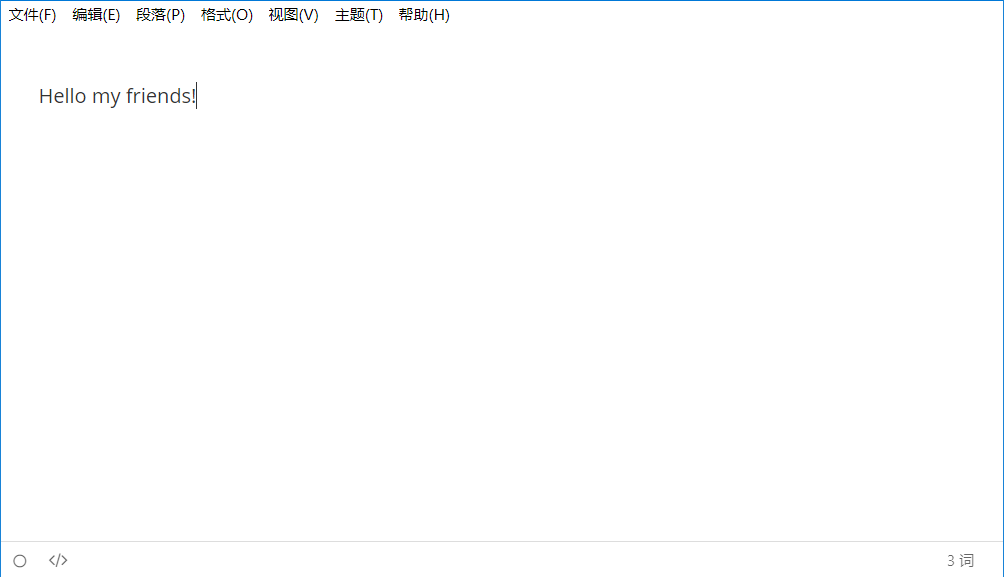 文件(F) 编辑(E) 段落(P) 格式(O) 视图(V) 主题(T) 帮助(H)
Hello my friends!
</> 3 词